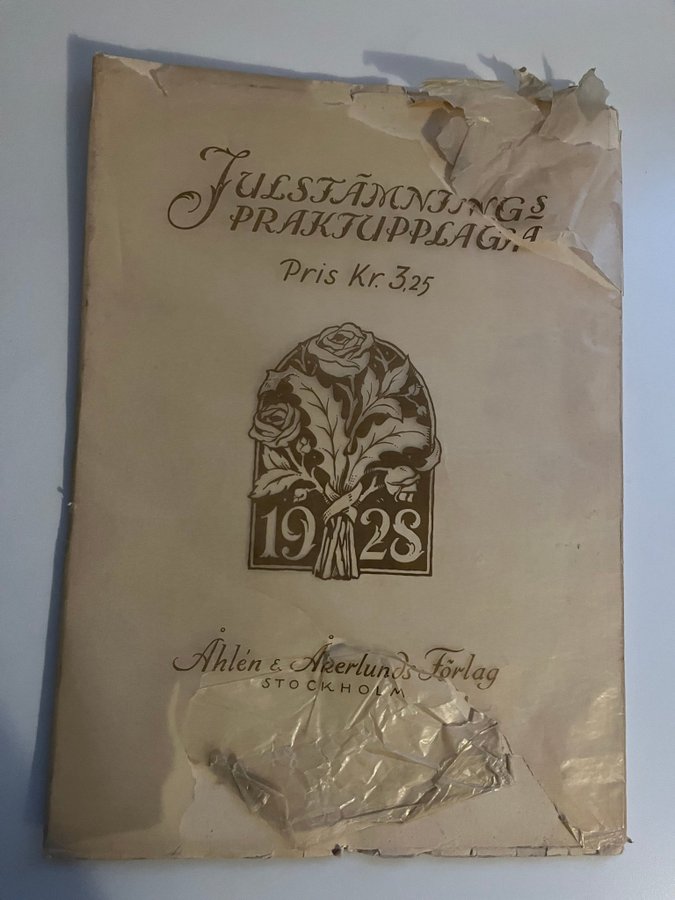 JULSTÄMNINGS
PRAKTUPPLAGA
Pris Kr. 3,25
1928
Åhlén & Åkerlunds Förlag
STOCKHOLM